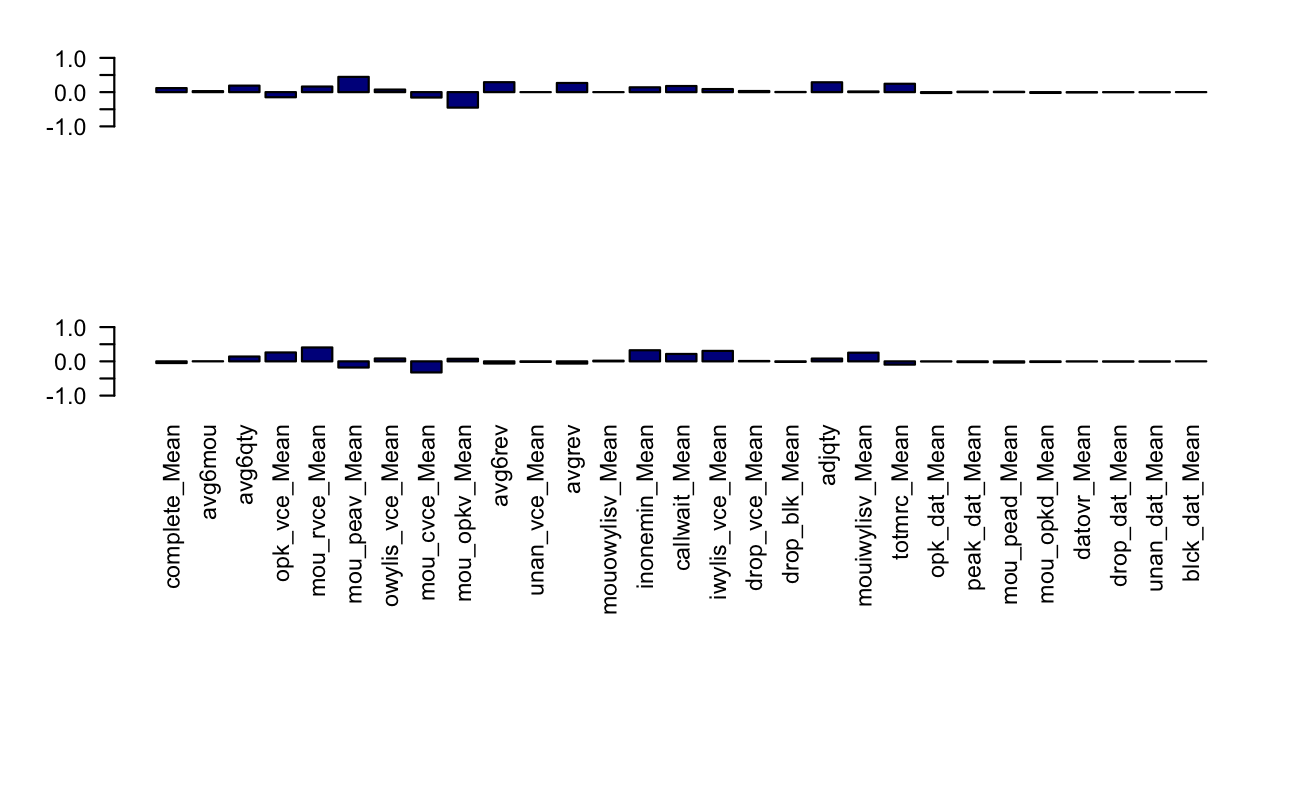 1.0
0.0
-1.0
1.0
0.0
-1.0
complete_Mean
avg6mou
avg6qty
opk_vce_Mean
mou_rvce_Mean
mou_peav_Mean
owylis_vce_Mean
mou_cvce_Mean
mou_opkv_Mean
avg6rev
unan_vce_Mean
avgrev
mouowylisv_Mean
inonemin_Mean
callwait_Mean
iwylis_vce_Mean
drop_vce_Mean
drop_blk_Mean
adjqty
mouiwylisv_Mean
totmrc_Mean
opk_dat_Mean
peak_dat_Mean
mou_pead_Mean
mou_opkd_Mean
datovr_Mean
drop_dat_Mean
unan_dat_Mean
blck_dat_Mean